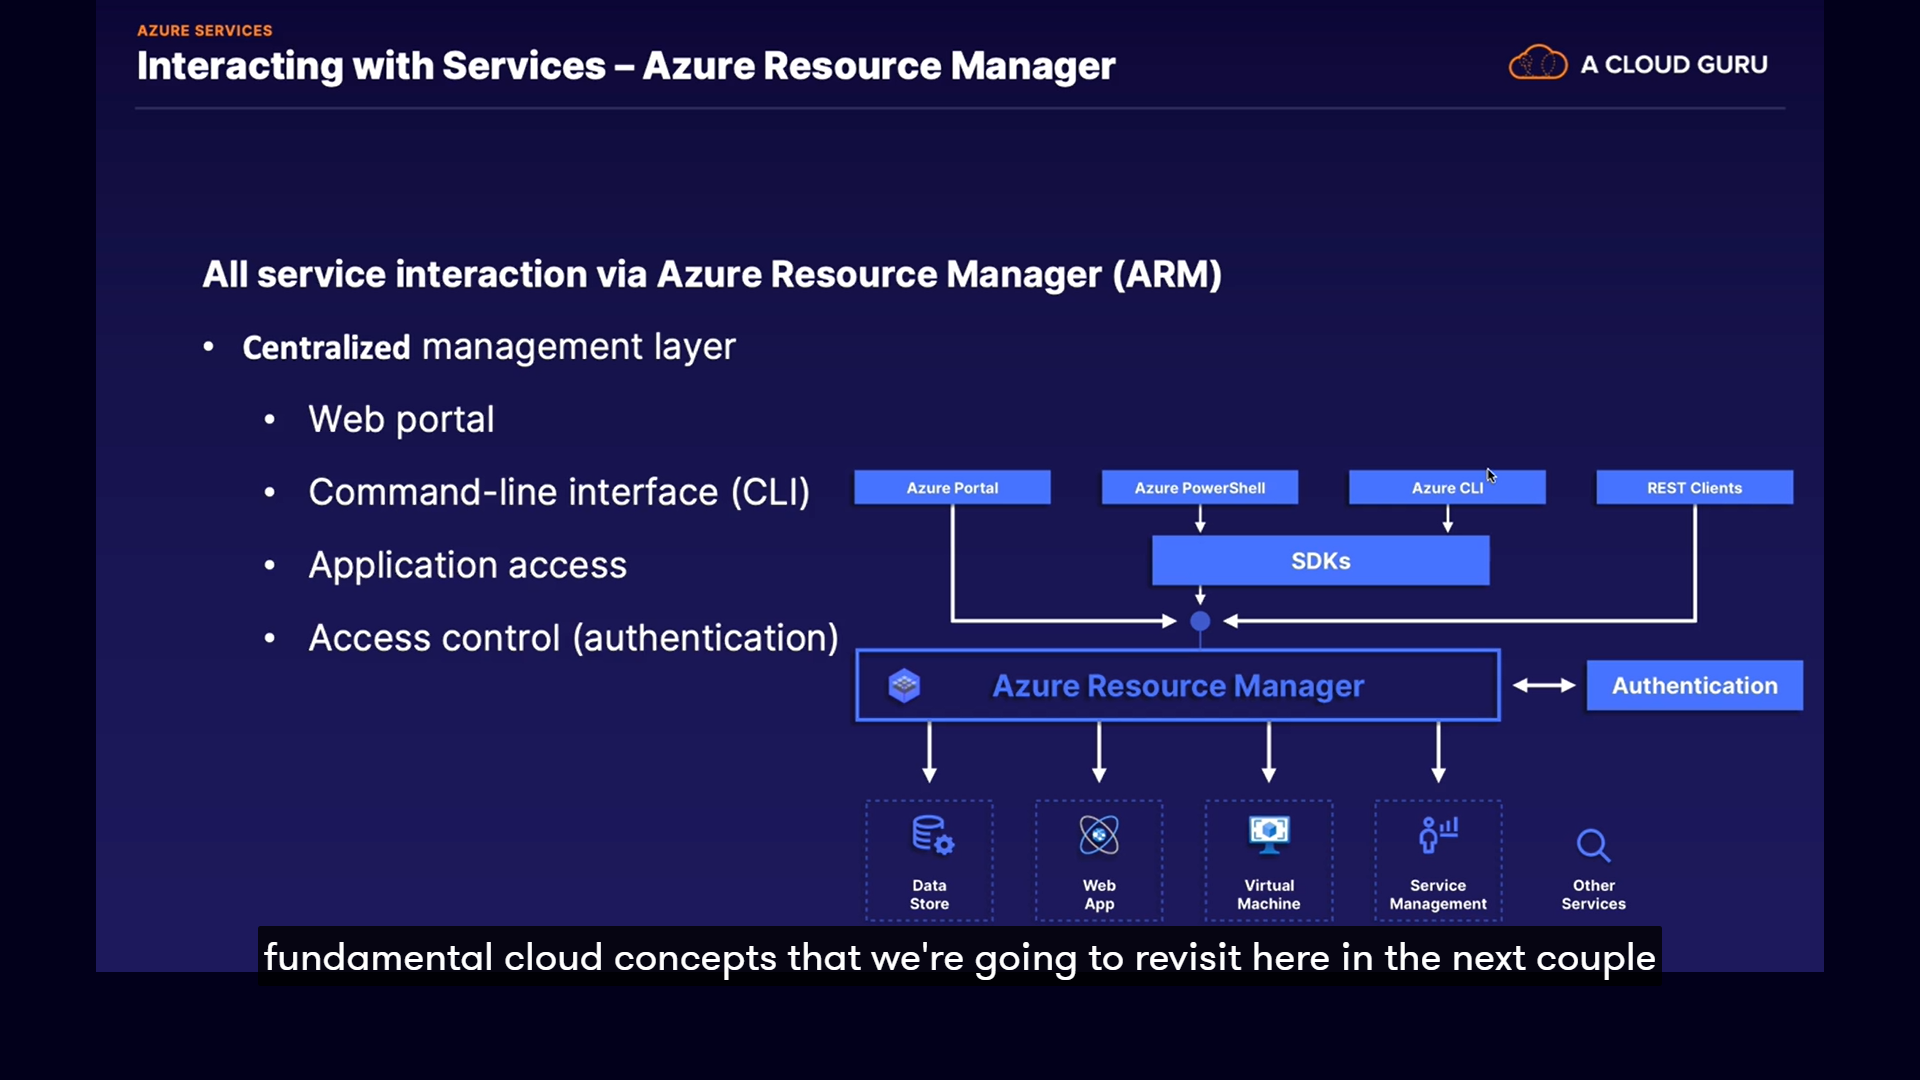 AZURE SERVICES
Interacting with Services – Azure Resource Manager
A CLOUD GURU
All service interaction via Azure Resource Manager (ARM)
• Centralized management layer
• Web portal
• Command-line interface (CLI)
• Application access
• Access control (authentication)
Azure Portal
Azure PowerShell
Azure CLI
REST Clients
SDKs
Azure Resource Manager
Authentication
Data
Store
Web
App
Virtual
Machine
Service
Management
Other
Services
fundamental cloud concepts that we're going to revisit here in the next couple